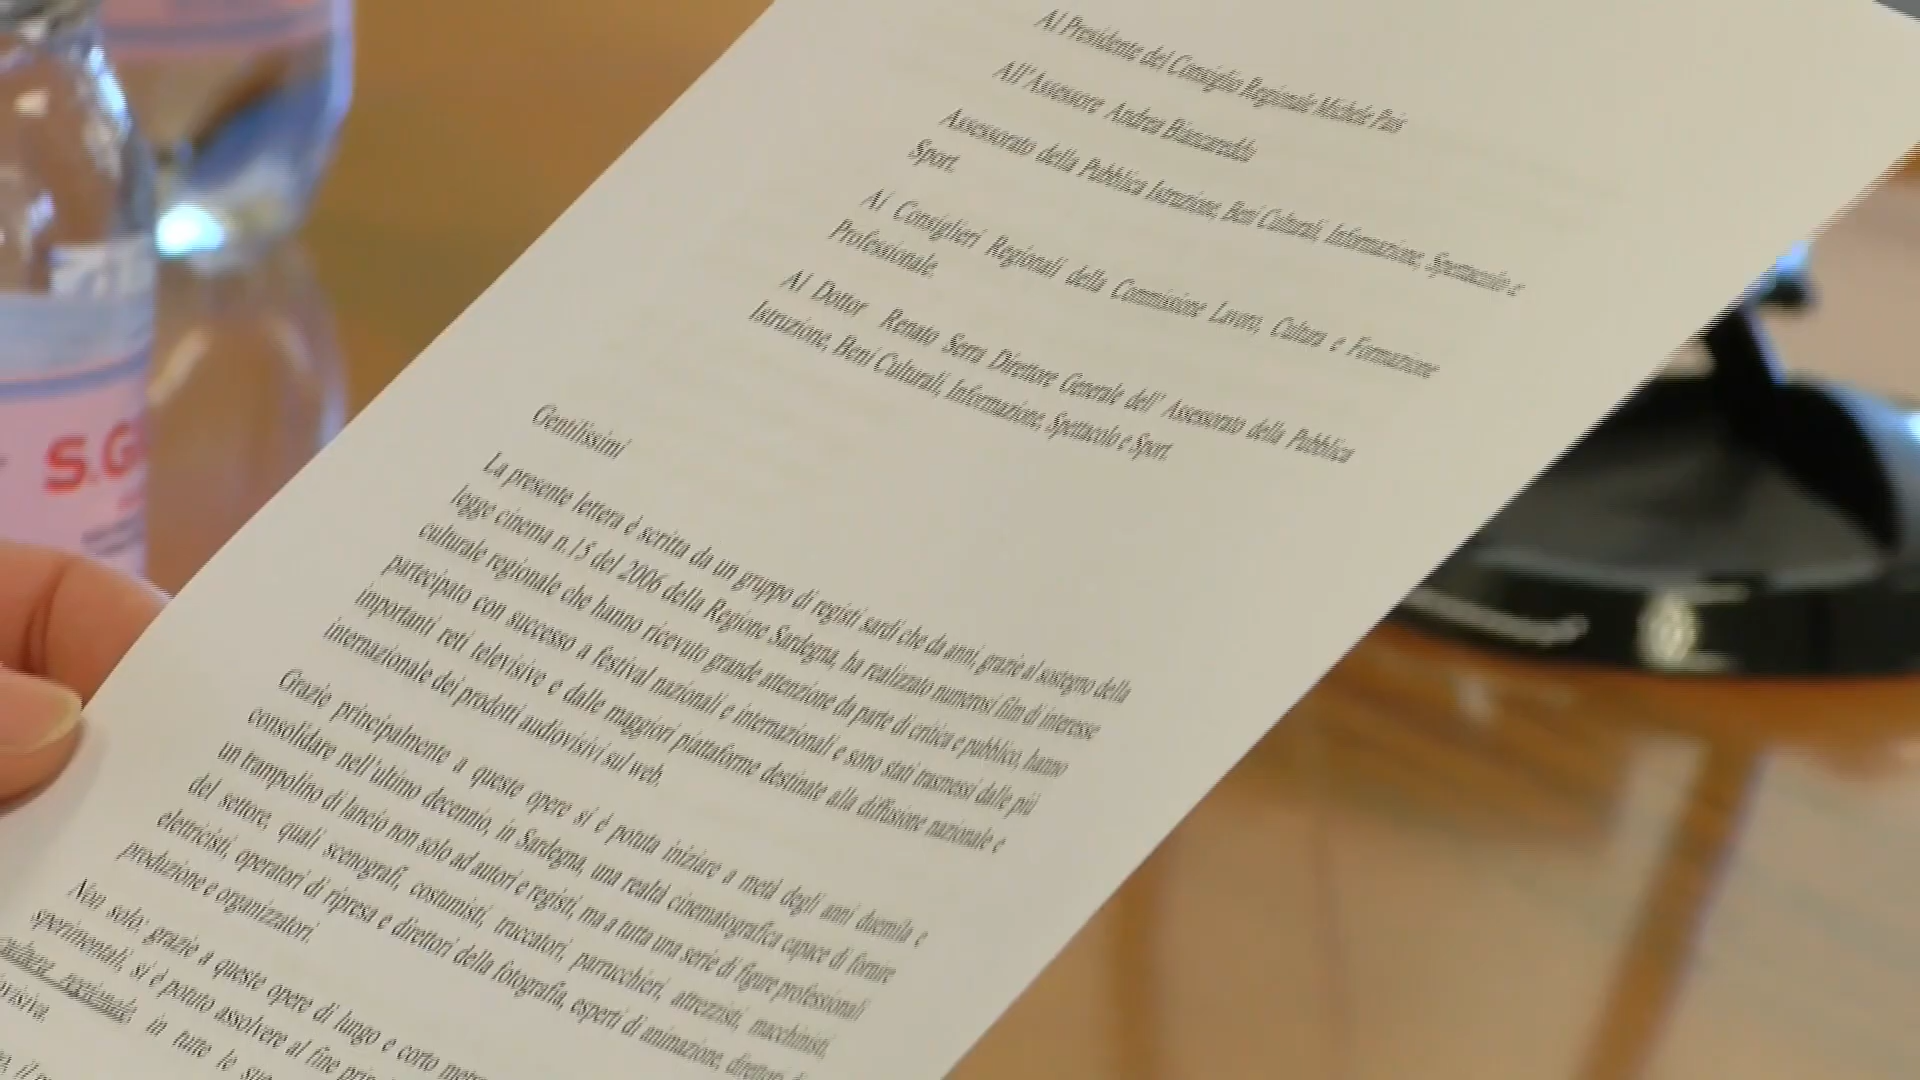 Al Presidente del Consiglio Regionale Michele Pais
All'Assessore Andrea Biancareddu
Assessorato della Pubblica Istruzione, Beni Culturali, Informazione, Spettacolo e
Sport.
Ai Consiglieri Regionali della Commissione Lavoro, Cultura e Formazione
Professionale.
Al Dottor Renato Serra Direttore Generale dell' Assessorato della Pubblica
Istruzione, Beni Culturali, Informazione, Spettacolo e Sport.
Gentilissimi
La presente lettera è scritta da un gruppo di registi sardi che da anni, grazie al sostegno della
legge cinema n.15 del 2006 della Regione Sardegna, ha realizzato numerosi film di interesse
culturale regionale che hanno ricevuto grande attenzione da parte di critica e pubblico, hanno
partecipato con successo a festival nazionali e internazionali e sono stati trasmessi dalle più
importanti reti televisive e dalle maggiori piattaforme destinate alla diffusione nazionale e
internazionale dei prodotti audiovisivi sul web.
Grazie principalmente a queste opere si è potuta iniziare a metà degli anni duemila e
consolidare nell'ultimo decennio, in Sardegna, una realtà cinematografica capace di fornire
un trampolino di lancio non solo ad autori e registi, ma a tutta una serie di figure professionali
del settore, quali scenografi, costumisti, truccatori, parrucchieri, attrezzisti, macchinisti,
elettricisti, operatori di ripresa e direttori della fotografia, esperti di animazione, direttori di
produzione e organizzatori.
Non solo; grazie a queste opere di lungo e corto
sperimentali, si è potuto assolvere al fine
regionale, in tutte le sue
S.G